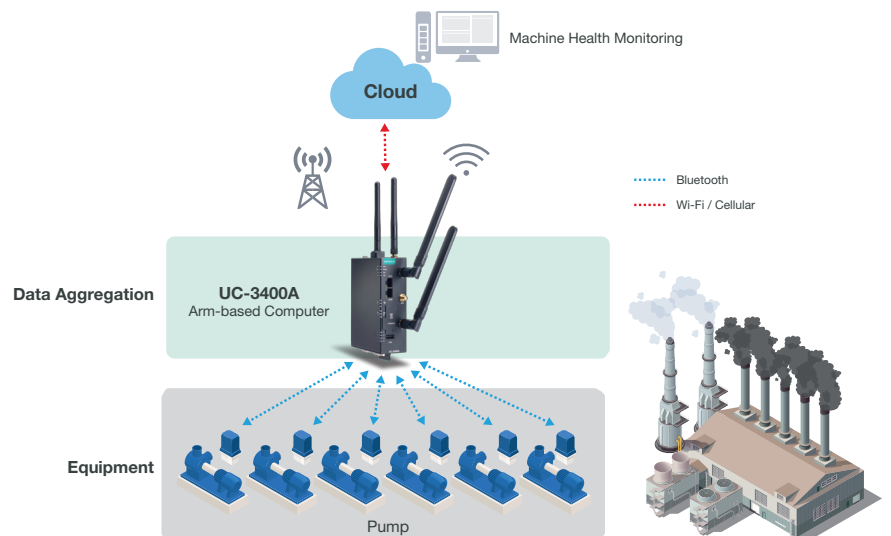 Machine Health Monitoring
Cloud
Bluetooth
Wi-Fi / Cellular
Data Aggregation
UC-3400A
Arm-based Computer
Equipment
Pump